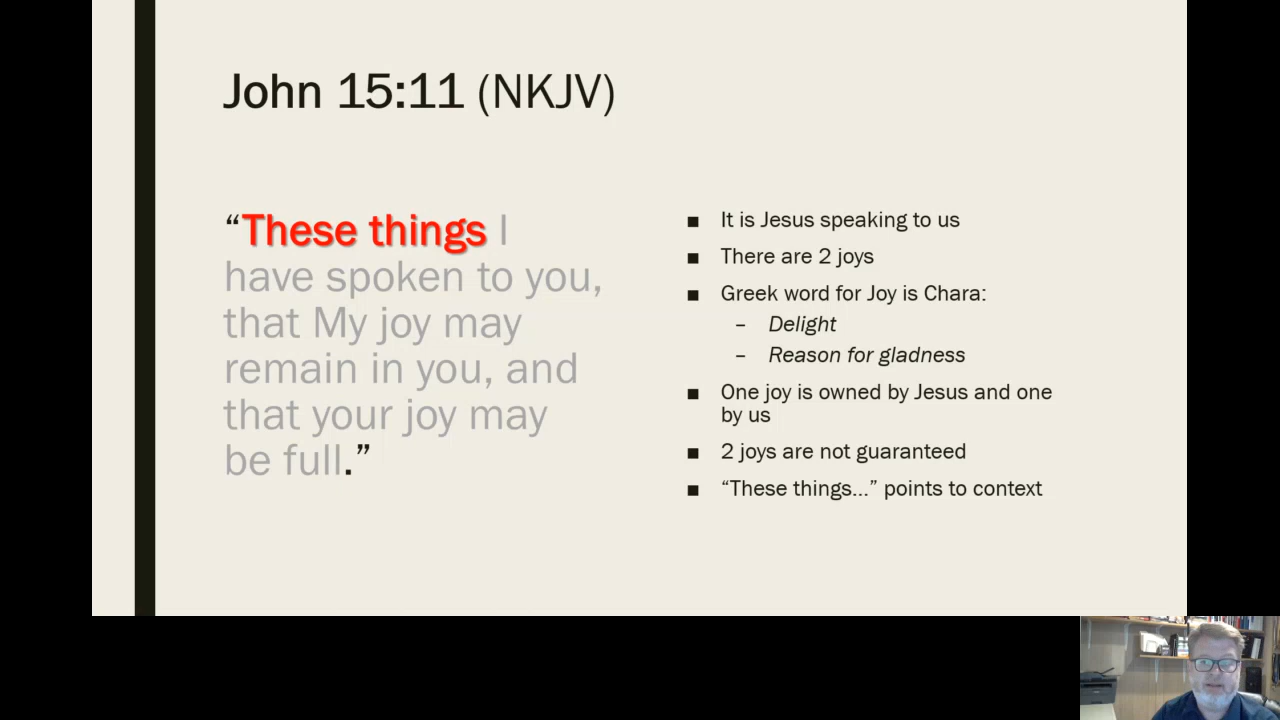 John 15:11 (NKJV)
“These things I
have spoken to you,
that My joy may
remain in you, and
that your joy may
be full.”
■ It is Jesus speaking to us
■ There are 2 joys
■ Greek word for Joy is Chara:
– Delight
– Reason for gladness
■ One joy is owned by Jesus and one
by us
■ 2 joys are not guaranteed
■ “These things...” points to context